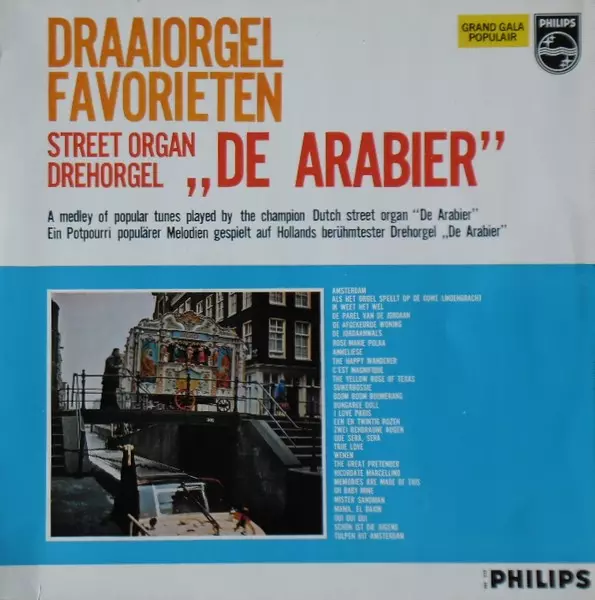 DRAAIORGEL
FAVORIETEN
GRAND GALA
POPULAIR
PHILIPS
STREET ORGAN
DREHORGEL
„DE ARABIER”
A medley of popular tunes played by the champion Dutch street organ “De Arabier”
Ein Potpourri populärer Melodien gespielt auf Hollands berühmtester Drehorgel „De Arabier”
AMSTERDAM
ALS HET ORGEL SPEELT OP DE LINDENGRACHT
IK WEET HET WEL
DE PAREL VAN DE JORDAAN
DE AFGEKEURDE WONING
DE JORDAANWALS
ROSE-MARIE POLKA
ANNELIESE
THE HAPPY WANDERER
C'EST MAGNIFIQUE
THE YELLOW ROSE OF TEXAS
SUIKERBOSSIE
BOOM BOOM BOOMERANG
DUNGAREE DOLL
I LOVE PARIS
EEN EN TWINTIG ROZEN
ZWEI REHBRAUNE AUGEN
QUE SERA, SERA
TRUE LOVE
WENEN
THE GREAT PRETENDER
RICORDATE MARCELLINO
MEMORIES ARE MADE OF THIS
OH BABY MINE
MISTER SANDMAN
MAMA, EL BAION
OUI OUI OUI
SCHÖN IST DIE JUGEND
TULPEN UIT AMSTERDAM
PHILIPS